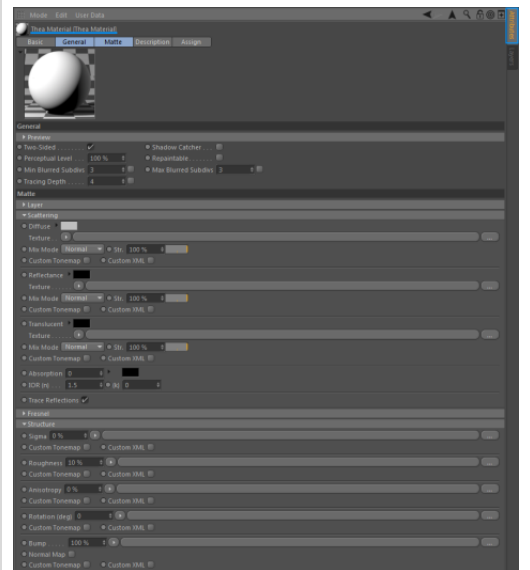 Mode Edit User Data
Thea Material [Thea Material]
Basic General Matte Description Assign
General
Preview
Two-Sided . . . . . . . . Shadow Catcher . . .
Perceptual Level . . . 100 % Repaintable . . . . . .
Min Blurred Subdivs 3 Max Blurred Subdivs 3
Tracing Depth . . . . . 4
Matte
Layer
Scattering
Diffuse
Texture . .
Mix Mode Normal Str. 100 %
Custom Tonemap Custom XML
Reflectance
Texture . . . . .
Mix Mode Normal Str. 100 %
Custom Tonemap Custom XML
Translucent
Texture . . . . .
Mix Mode Normal Str. 100 %
Custom Tonemap Custom XML
Absorption 0
IOR (n) . . . 1.5 (k) 0
Trace Reflections
Fresnel
Structure
Sigma 0 %
Custom Tonemap Custom XML
Roughness 10 %
Custom Tonemap Custom XML
Anisotropy 0 %
Custom Tonemap Custom XML
Rotation (deg) 0
Custom Tonemap Custom XML
Bump . . . 100 %
Normal Map
Custom Tonemap Custom XML
Attributes
Layers